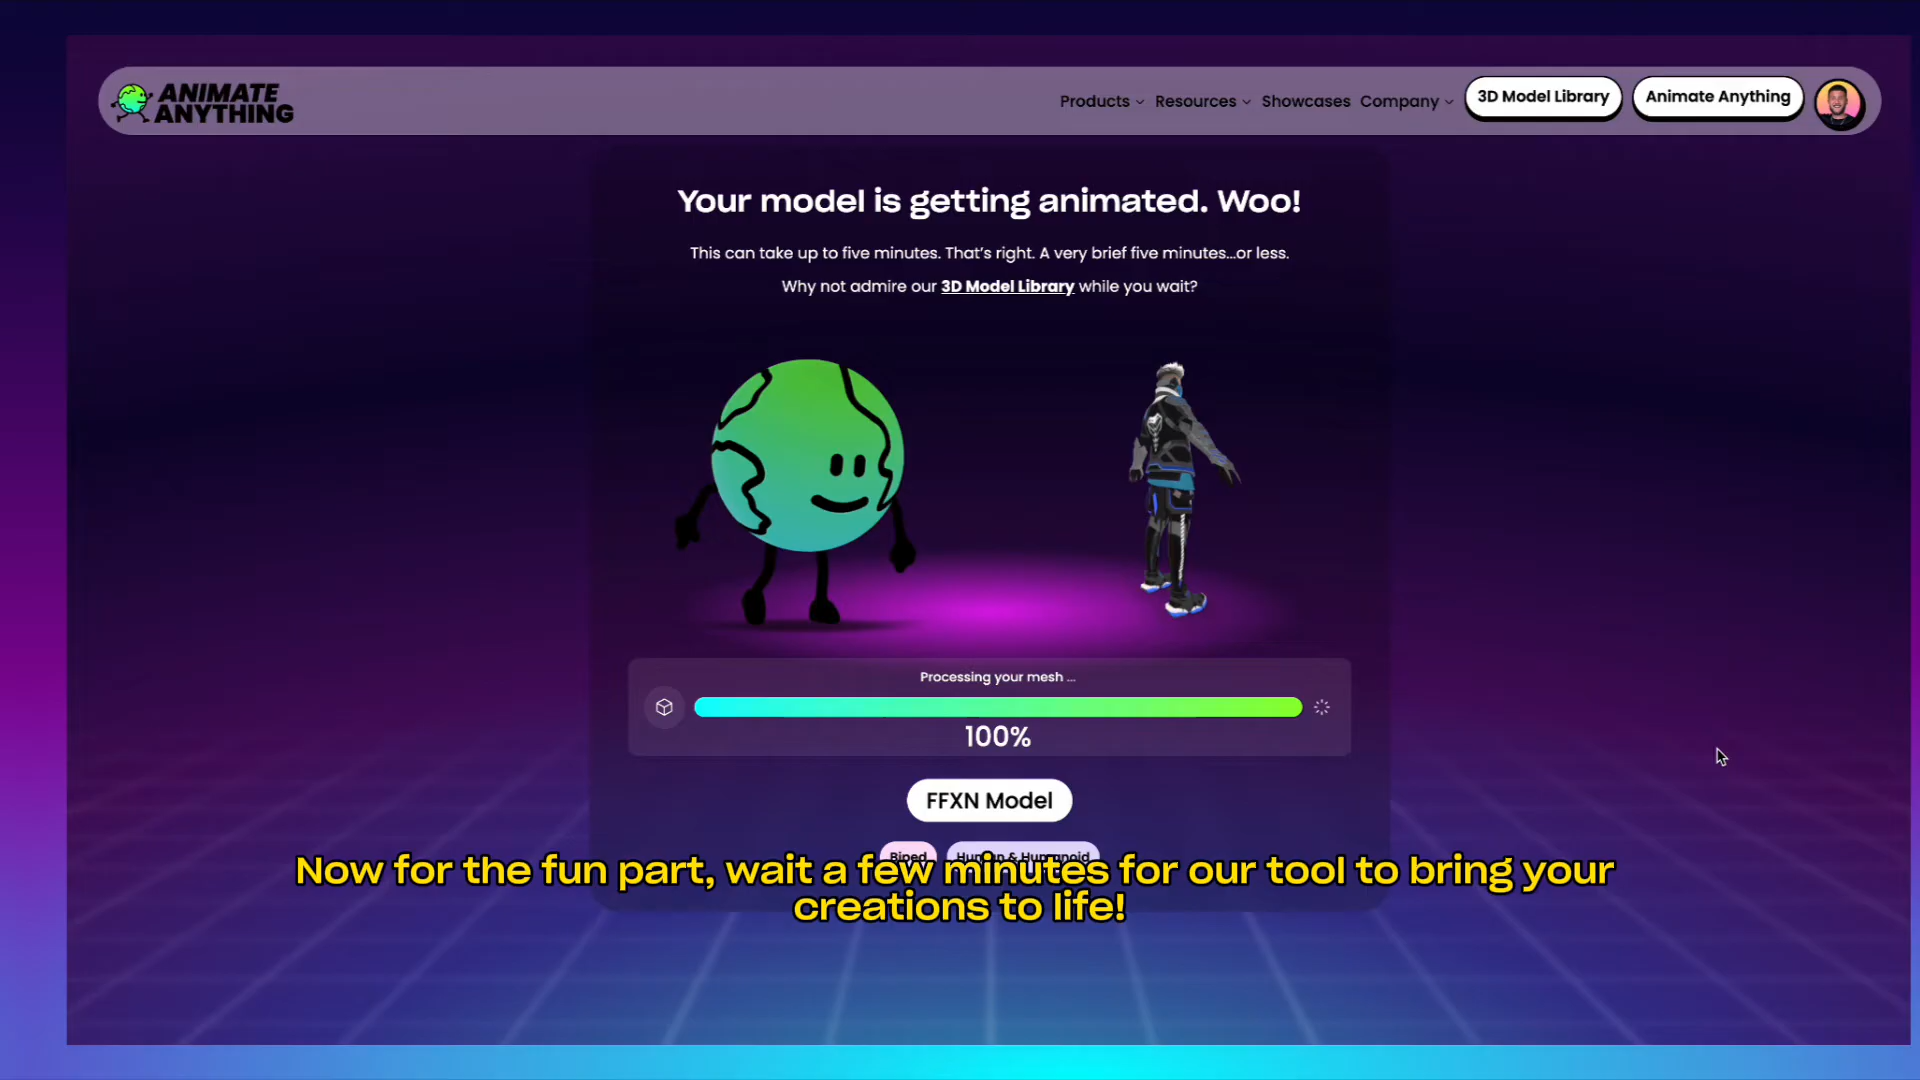 ANIMATE
ANYTHING
Products
Resources
Showcases
Company
3D Model Library
Animate Anything
Your model is getting animated. Woo!
This can take up to five minutes. That's right. A very brief five minutes...or less.
Why not admire our 3D Model Library while you wait?
Processing your mesh ...
100%
FFXN Model
Biped
Human & Humanoid
Now for the fun part, wait a few minutes for our tool to bring your
creations to life!